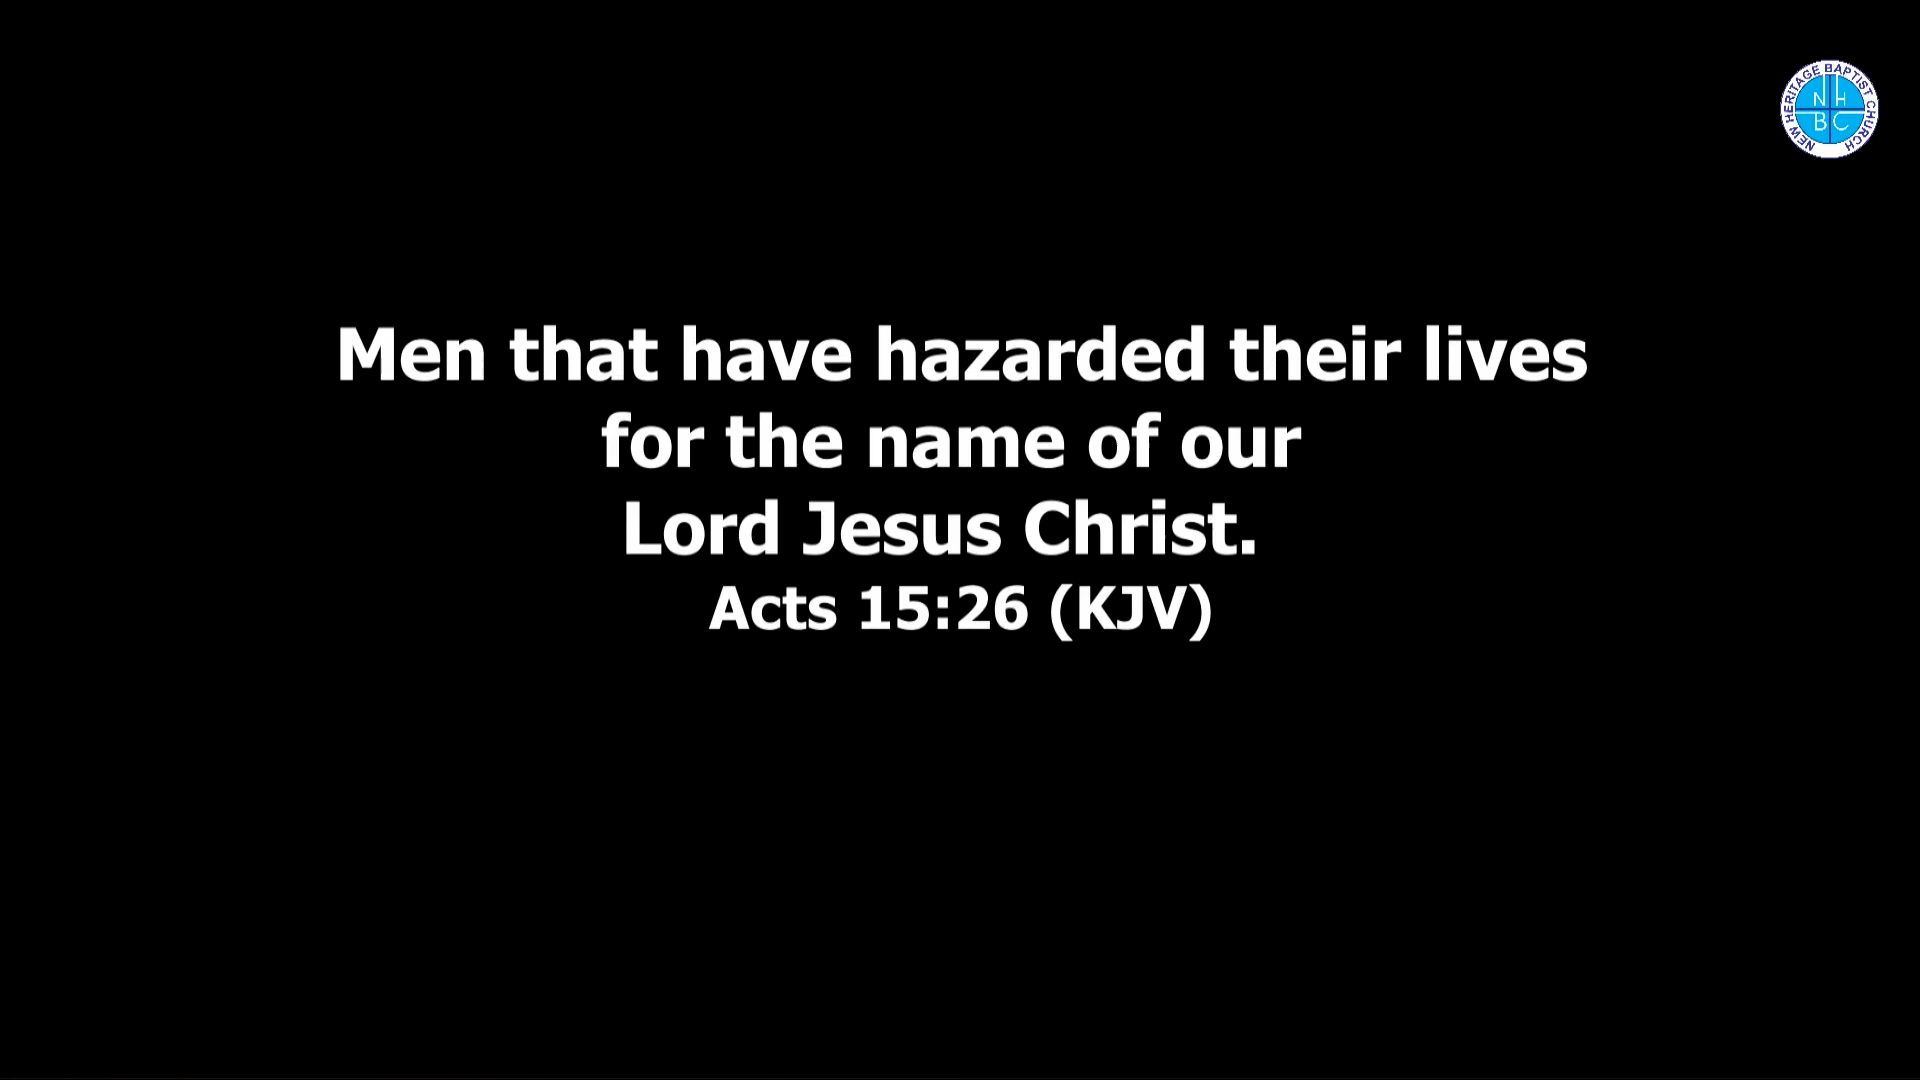 NEW HERITAGE BAPTIST CHURCH
N H
B C
Men that have hazarded their lives
for the name of our
Lord Jesus Christ.
Acts 15:26 (KJV)